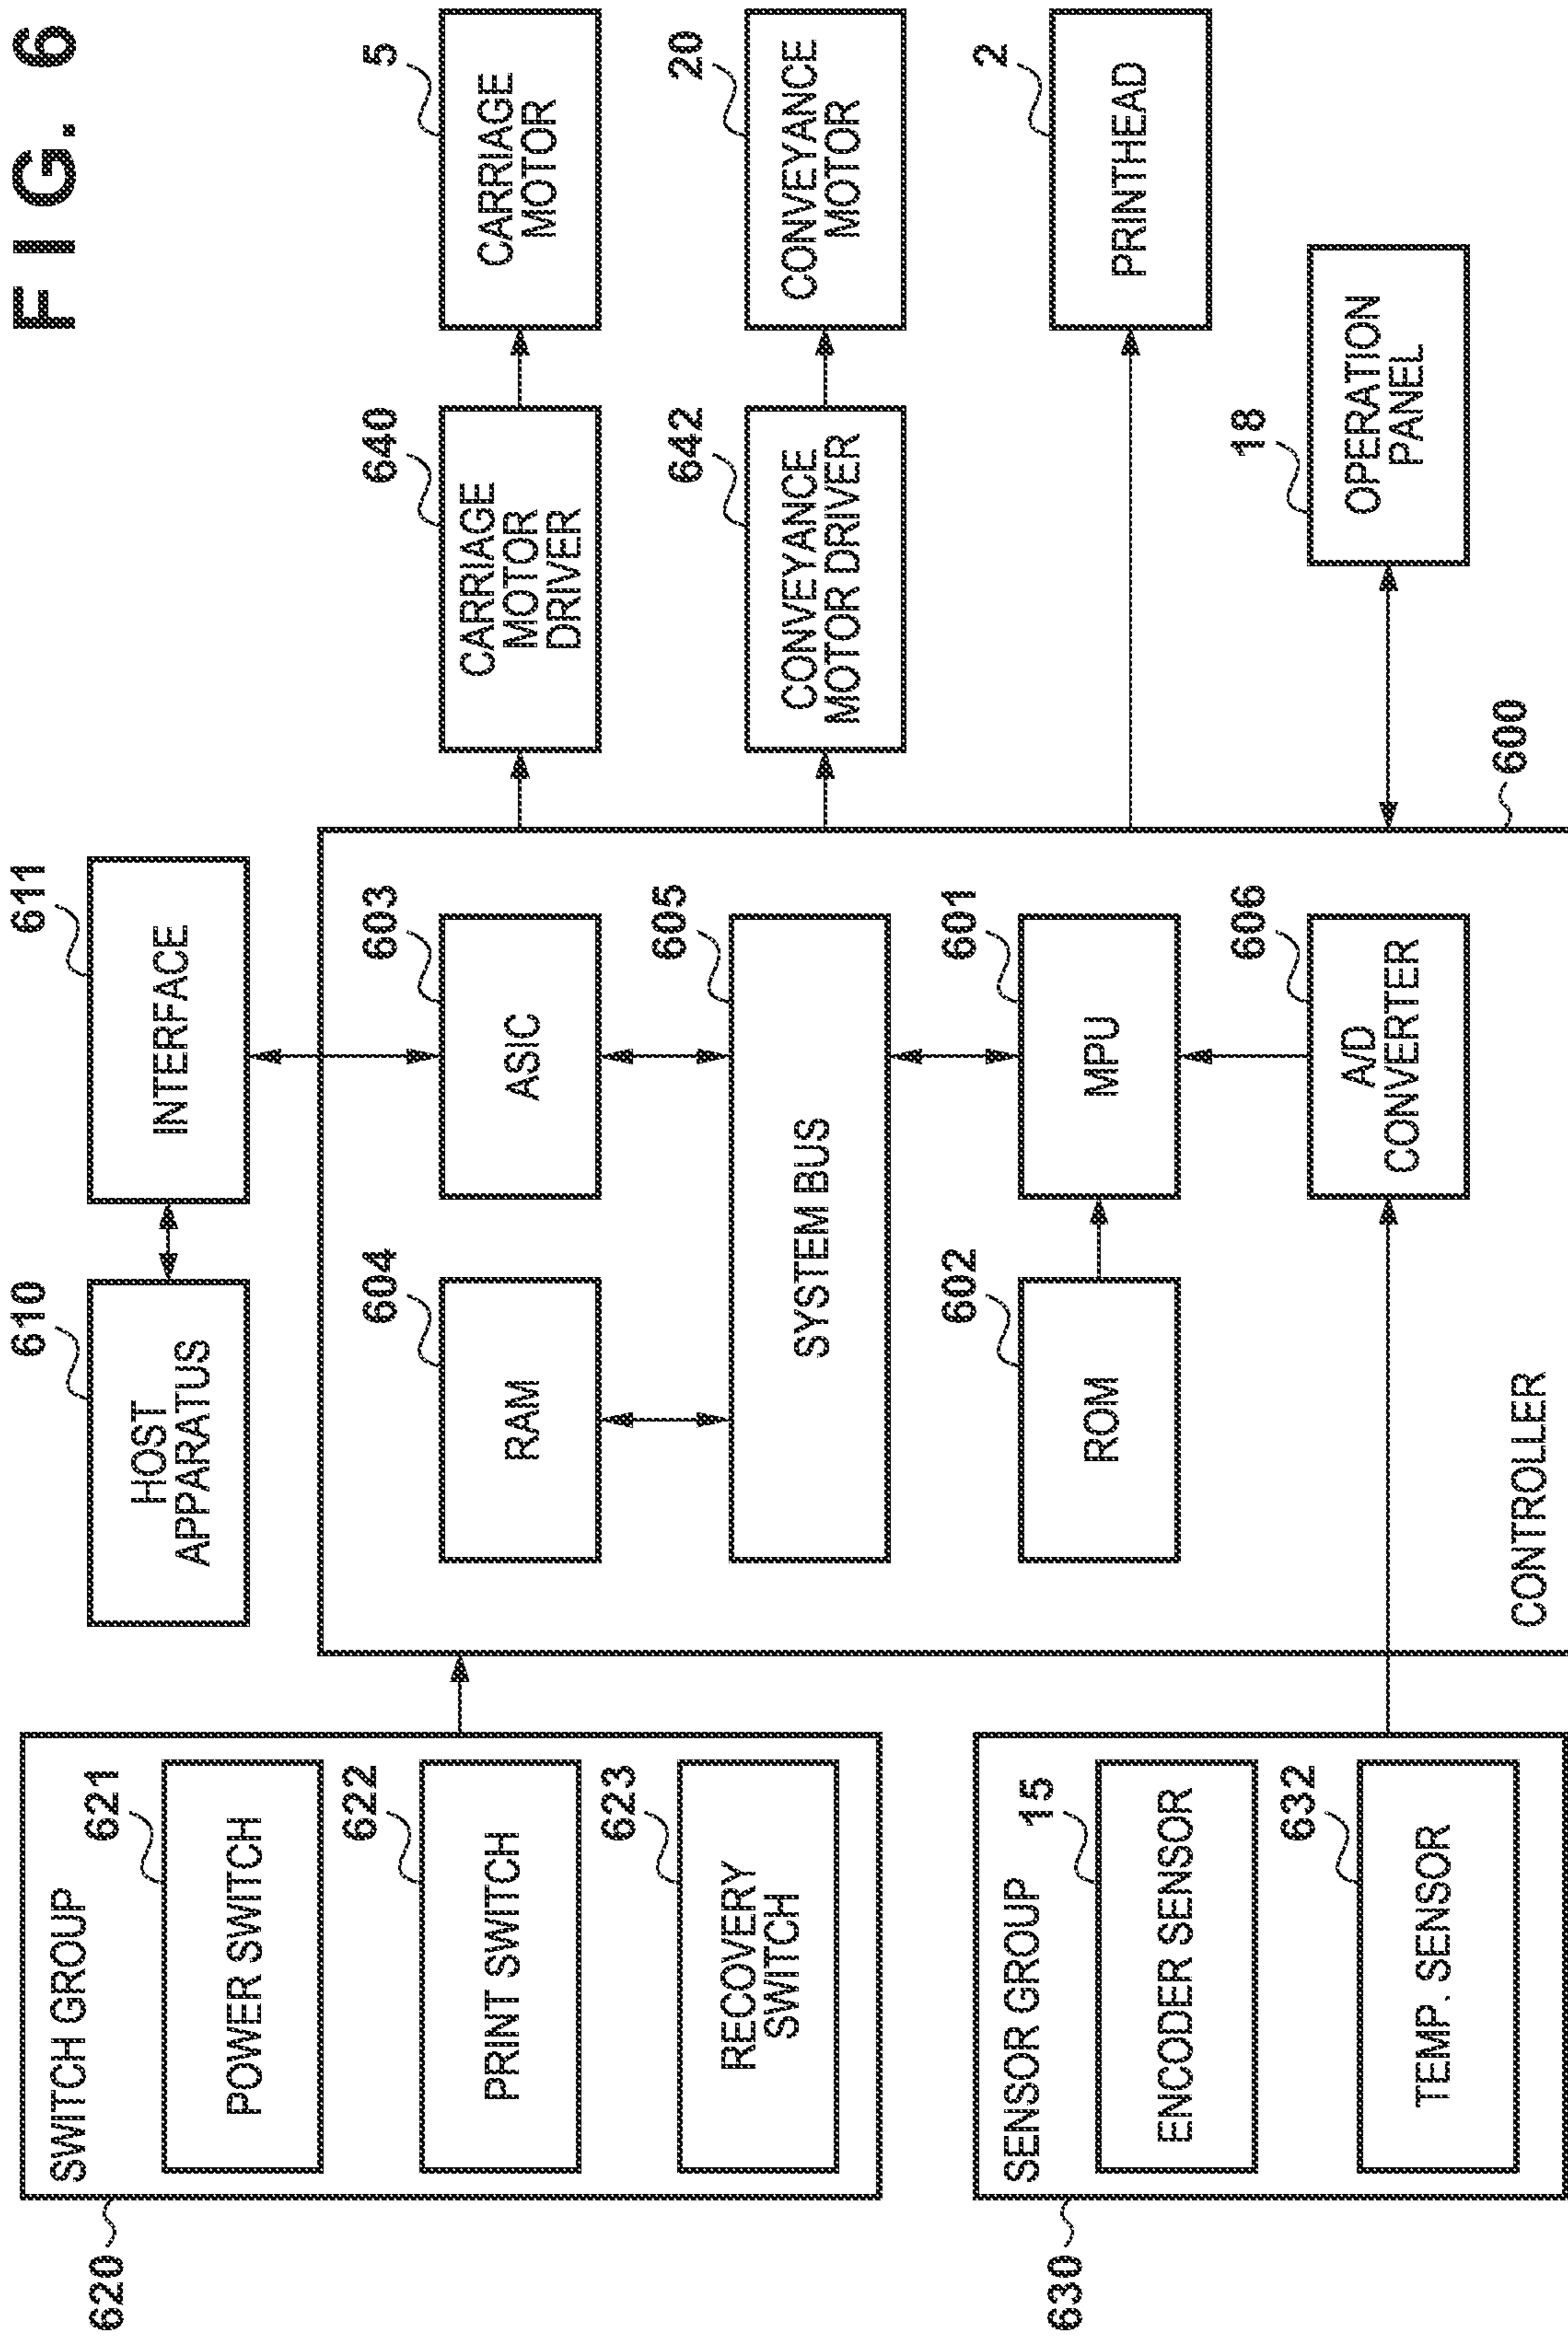 FIG. 6
620
SWITCH GROUP
621
POWER SWITCH
622
PRINT SWITCH
623
RECOVERY
SWITCH
630
SENSOR GROUP
15
ENCODER SENSOR
632
TEMP. SENSOR
610
HOST
APPARATUS
611
INTERFACE
604
RAM
603
ASIC
605
SYSTEM BUS
602
ROM
601
MPU
606
A/D
CONVERTER
CONTROLLER
600
640
CARRIAGE
MOTOR
DRIVER
5
CARRIAGE
MOTOR
642
CONVEYANCE
MOTOR DRIVER
20
CONVEYANCE
MOTOR
2
PRINTHEAD
18
OPERATION
PANEL